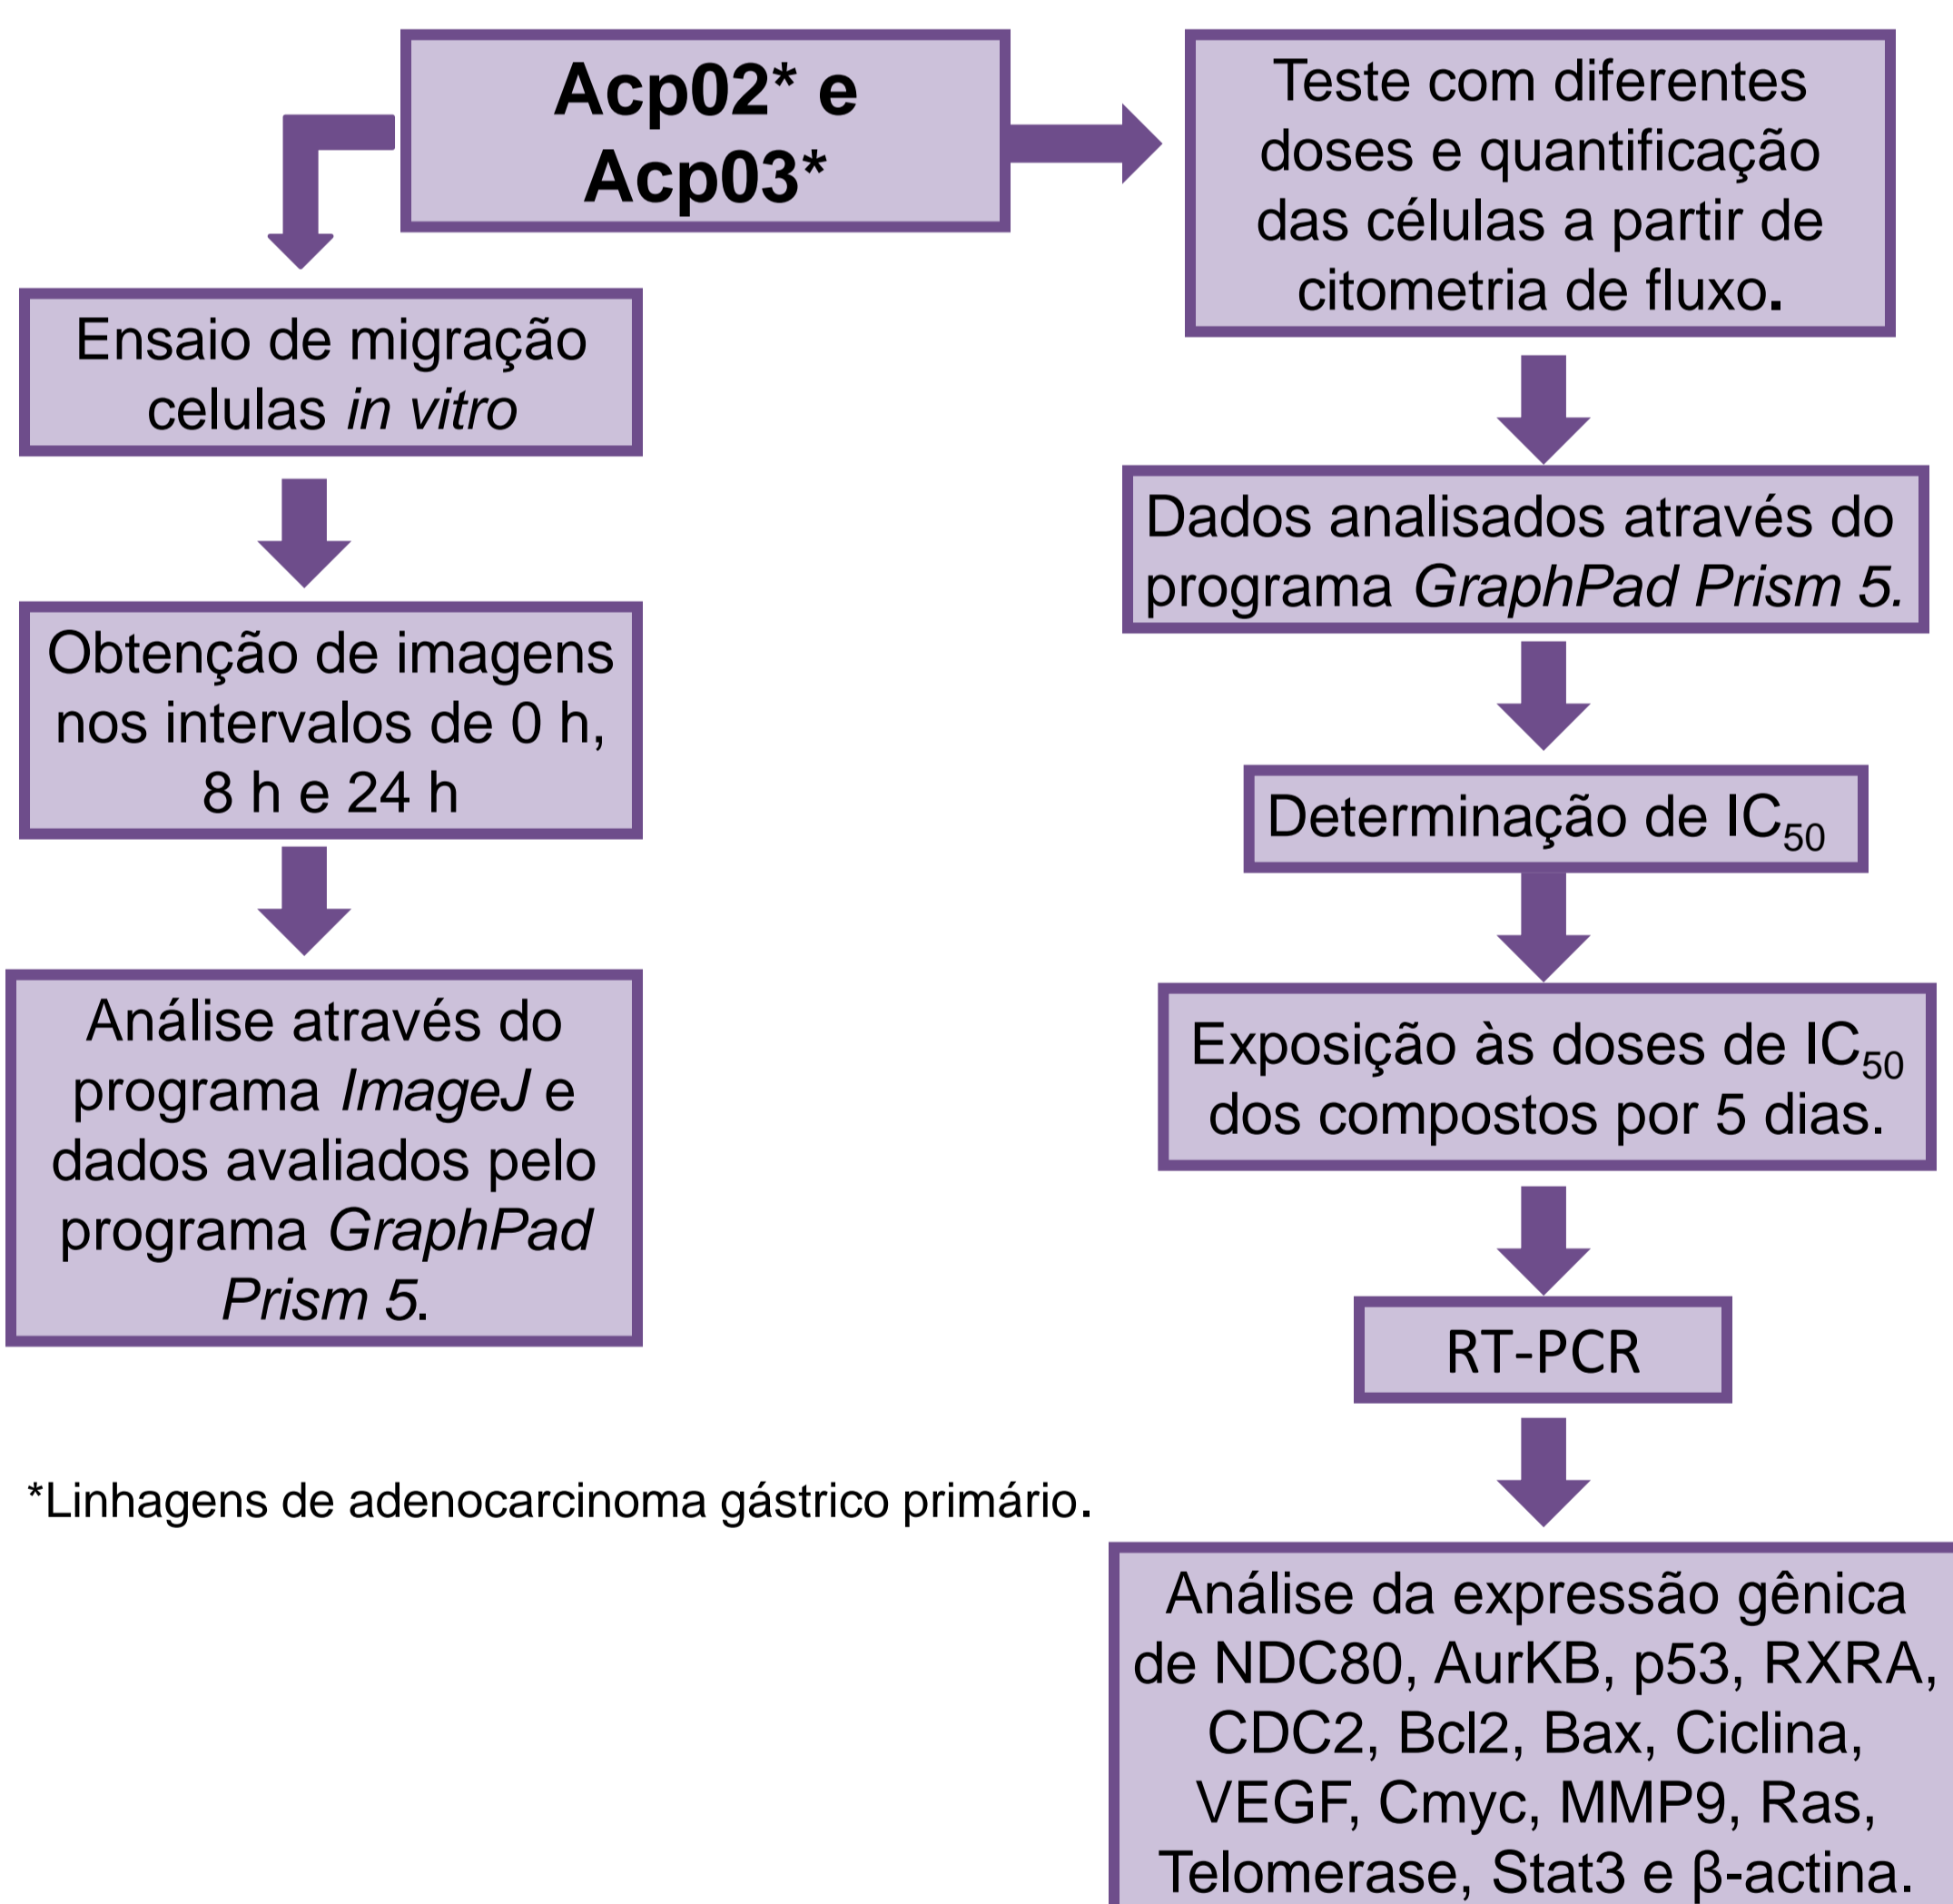 Acp02* e
Acp03*
Ensaio de migração
celulas in vitro
Obtenção de imagens
nos intervalos de 0 h,
8 h e 24 h
Análise através do
programa ImageJ e
dados avaliados pelo
programa GraphPad
Prism 5.
Teste com diferentes
doses e quantificação
das células a partir de
citometria de fluxo.
Dados analisados através do
programa GraphPad Prism 5.
Determinação de IC50
Exposição às doses de IC50
dos compostos por 5 dias.
RT-PCR
Análise da expressão gênica
de NDC80, AurKB, p53, RXRA,
CDC2, Bcl2, Bax, Ciclina,
VEGF, Cmyc, MMP9, Ras,
Telomerase, Stat3 e β-actina.
*Linhagens de adenocarcinoma gástrico primário.